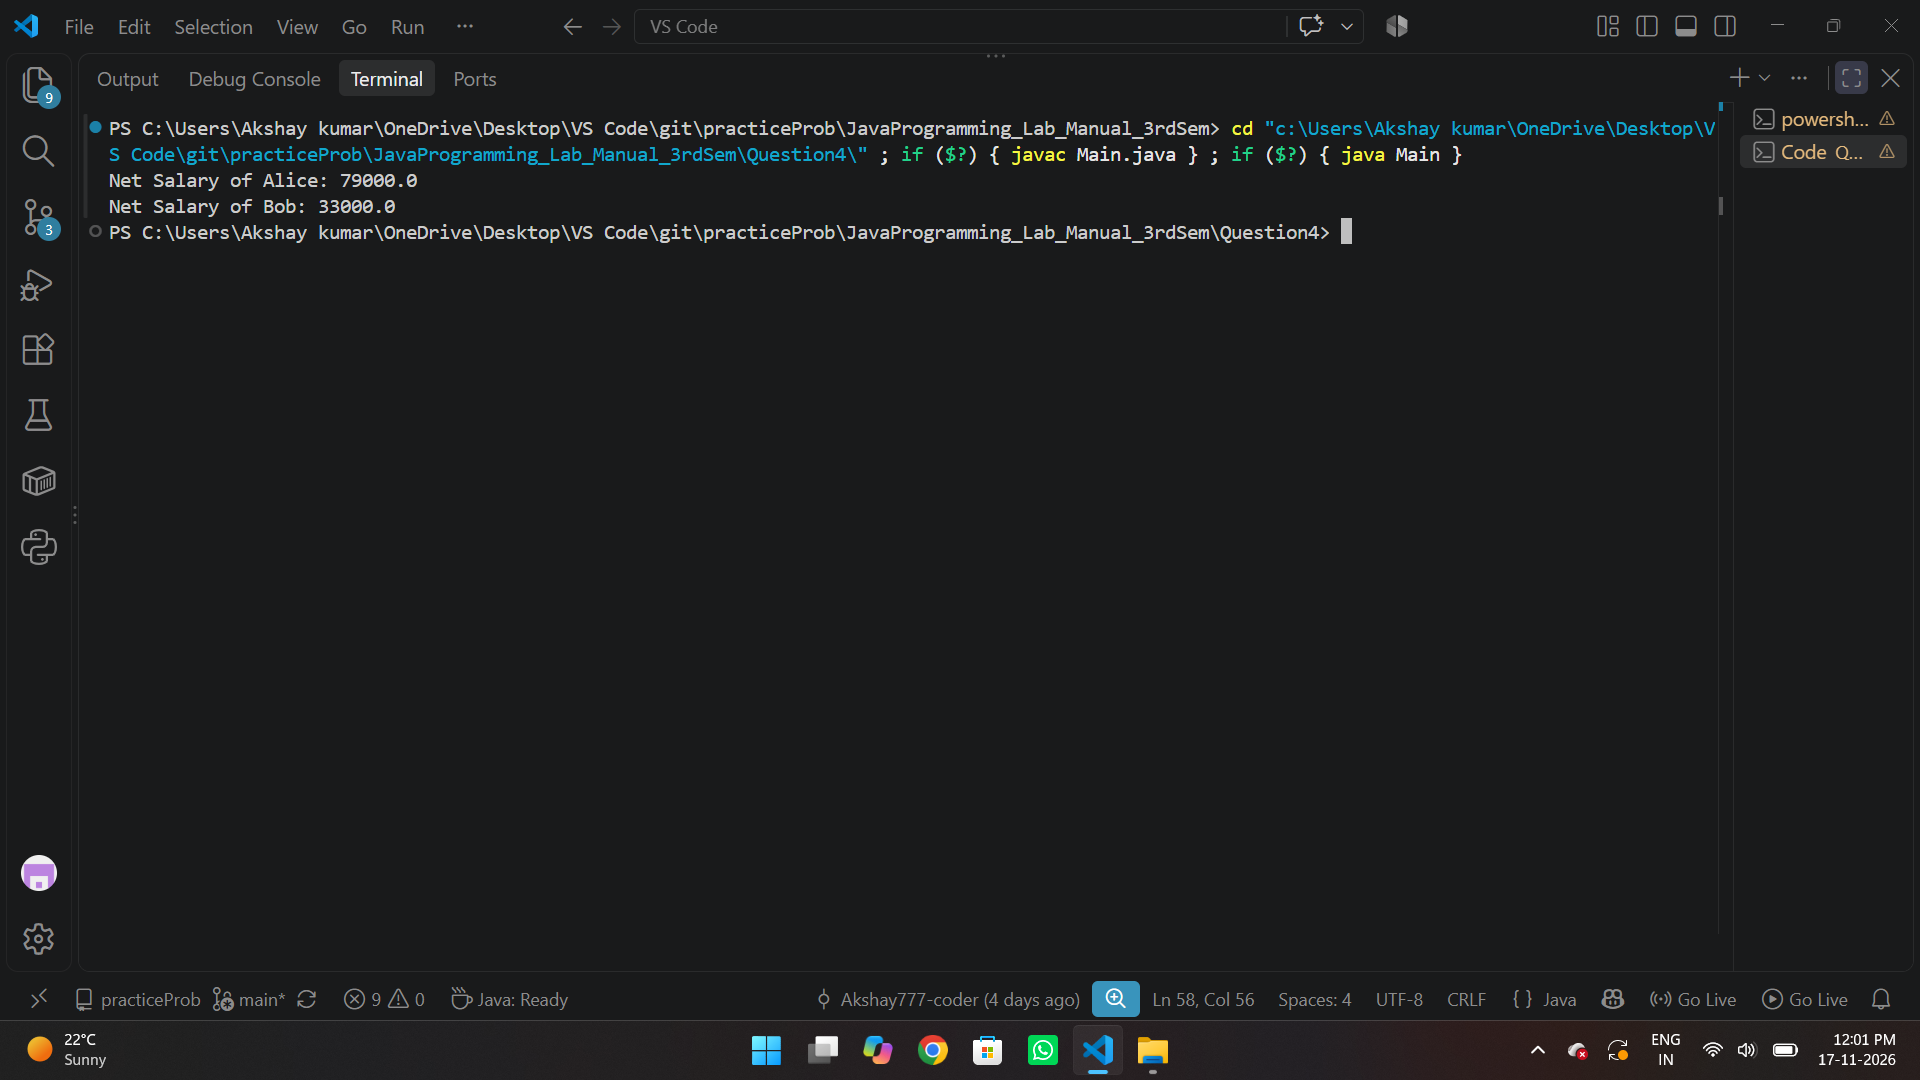 File Edit Selection View Go Run ··· VS Code
Output Debug Console Terminal Ports
PS C:\Users\Akshay kumar\OneDrive\Desktop\VS Code\git\practiceProb\JavaProgramming_Lab_Manual_3rdSem> cd "c:\Users\Akshay kumar\OneDrive\Desktop\V
S Code\git\practiceProb\JavaProgramming_Lab_Manual_3rdSem\Question4\" ; if ($?) { javac Main.java } ; if ($?) { java Main }
Net Salary of Alice: 79000.0
Net Salary of Bob: 33000.0
PS C:\Users\Akshay kumar\OneDrive\Desktop\VS Code\git\practiceProb\JavaProgramming_Lab_Manual_3rdSem\Question4>
powersh...
Code Q...
9
3
practiceProb main* 9 0 Java: Ready Akshay777-coder (4 days ago) Ln 58, Col 56 Spaces: 4 UTF-8 CRLF { } Java Go Live Go Live
22°C
Sunny
ENG
IN
12:01 PM
17-11-2026